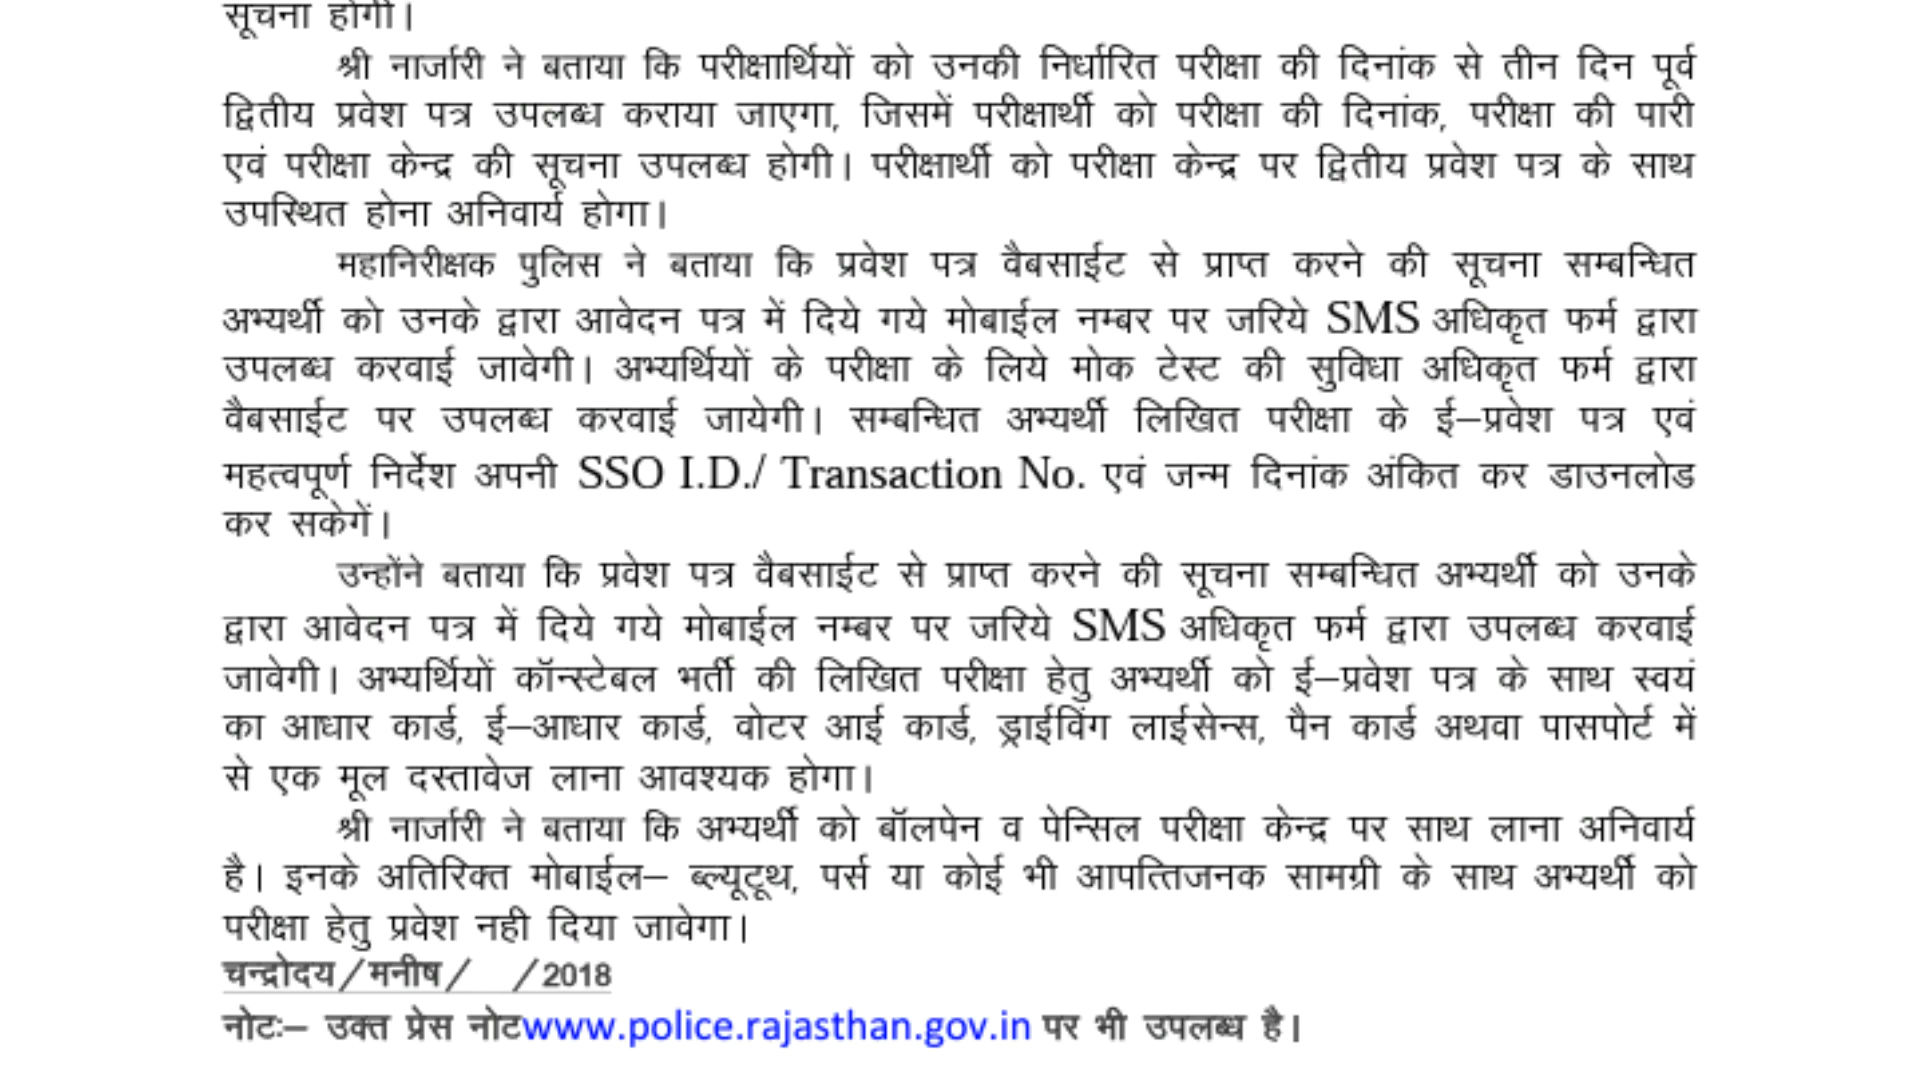 सूचना होगी।
श्री नार्जारी ने बताया कि परीक्षार्थियों को उनकी निर्धारित परीक्षा की दिनांक से तीन दिन पूर्व
द्वितीय प्रवेश पत्र उपलब्ध कराया जाएगा, जिसमें परीक्षार्थी को परीक्षा की दिनांक, परीक्षा की पारी
एवं परीक्षा केन्द्र की सूचना उपलब्ध होगी। परीक्षार्थी को परीक्षा केन्द्र पर द्वितीय प्रवेश पत्र के साथ
उपस्थित होना अनिवार्य होगा।
महानिरीक्षक पुलिस ने बताया कि प्रवेश पत्र वैबसाईट से प्राप्त करने की सूचना सम्बन्धित
अभ्यर्थी को उनके द्वारा आवेदन पत्र में दिये गये मोबाईल नम्बर पर जरिये SMS अधिकृत फर्म द्वारा
उपलब्ध करवाई जावेगी। अभ्यर्थियों के परीक्षा के लिये मोक टेस्ट की सुविधा अधिकृत फर्म द्वारा
वैबसाईट पर उपलब्ध करवाई जायेगी। सम्बन्धित अभ्यर्थी लिखित परीक्षा के ई–प्रवेश पत्र एवं
महत्वपूर्ण निर्देश अपनी SSO I.D./ Transaction No. एवं जन्म दिनांक अंकित कर डाउनलोड
कर सकेगें।
उन्होंने बताया कि प्रवेश पत्र वैबसाईट से प्राप्त करने की सूचना सम्बन्धित अभ्यर्थी को उनके
द्वारा आवेदन पत्र में दिये गये मोबाईल नम्बर पर जरिये SMS अधिकृत फर्म द्वारा उपलब्ध करवाई
जावेगी। अभ्यर्थियों कॉन्स्टेबल भर्ती की लिखित परीक्षा हेतु अभ्यर्थी को ई–प्रवेश पत्र के साथ स्वयं
का आधार कार्ड, ई–आधार कार्ड, वोटर आई कार्ड, ड्राईविंग लाईसेन्स, पैन कार्ड अथवा पासपोर्ट में
से एक मूल दस्तावेज लाना आवश्यक होगा।
श्री नार्जारी ने बताया कि अभ्यर्थी को बॉलपेन व पेन्सिल परीक्षा केन्द्र पर साथ लाना अनिवार्य
है। इनके अतिरिक्त मोबाईल– ब्ल्यूटूथ, पर्स या कोई भी आपत्तिजनक सामग्री के साथ अभ्यर्थी को
परीक्षा हेतु प्रवेश नही दिया जावेगा।
चन्द्रोदय/मनीष/ /2018
नोटः– उक्त प्रेस नोटwww.police.rajasthan.gov.in पर भी उपलब्ध है।